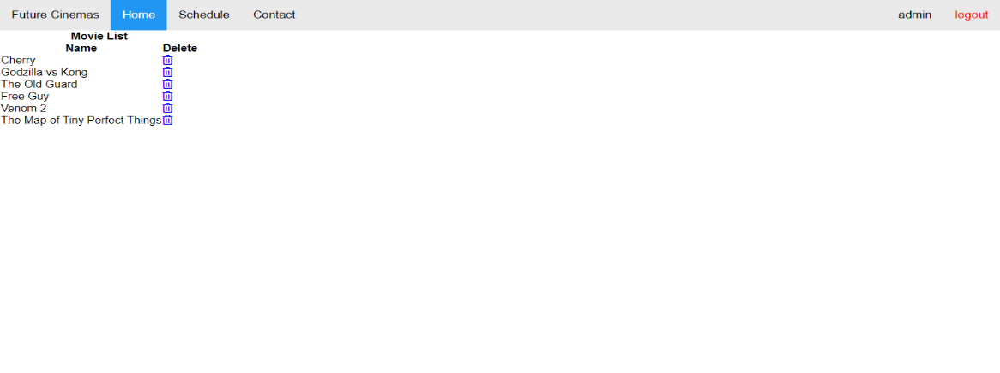 Future Cinemas Home Schedule Contact admin logout
Movie List
Name Delete
Cherry
Godzilla vs Kong
The Old Guard
Free Guy
Venom 2
The Map of Tiny Perfect Things